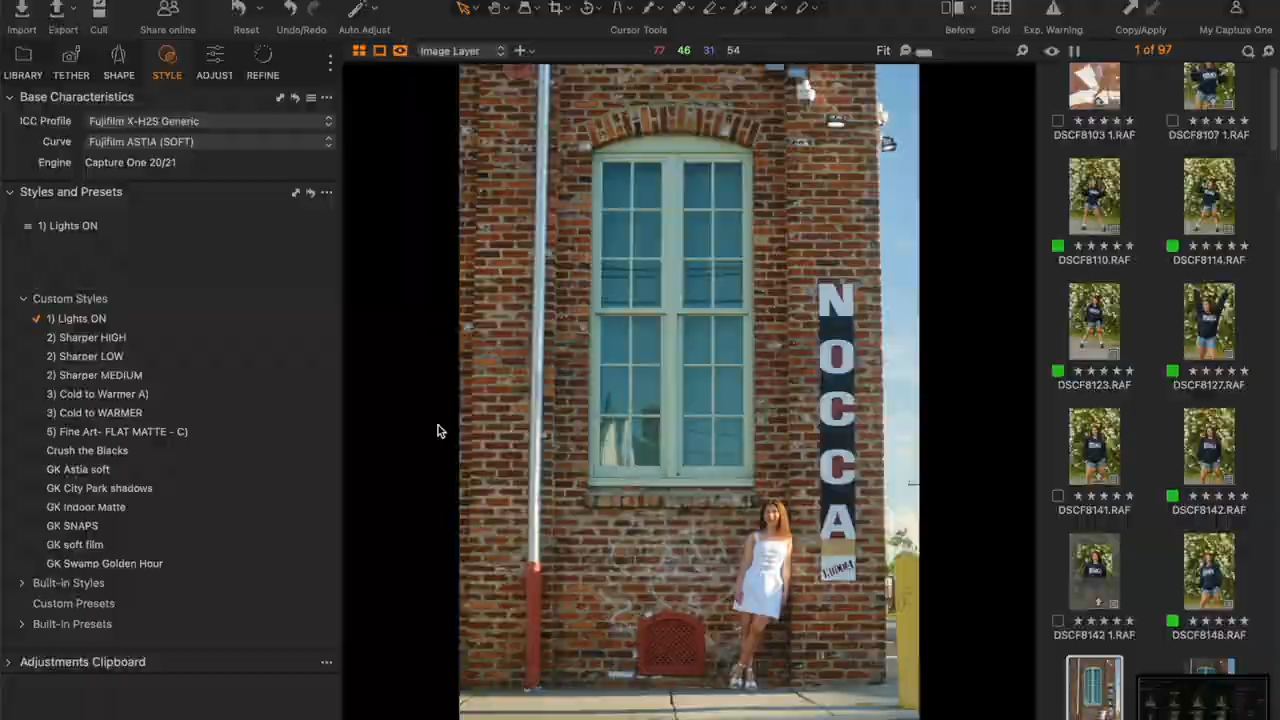 Import Export Cull Share online Reset Undo/Redo Auto Adjust Cursor Tools Before Grid Exp. Warning Copy/Apply My Capture One
Image Layer 77 46 31 54 Fit 1 of 97
LIBRARY TETHER SHAPE STYLE ADJUST REFINE
Base Characteristics
ICC Profile Fujifilm X-H2S Generic
Curve Fujifilm ASTIA (SOFT)
Engine Capture One 20/21
Styles and Presets
1) Lights ON
Custom Styles
1) Lights ON
2) Sharper HIGH
2) Sharper LOW
2) Sharper MEDIUM
3) Cold to Warmer A)
3) Cold to WARMER
5) Fine Art- FLAT MATTE - C)
Crush the Blacks
GK Astia soft
GK City Park shadows
GK Indoor Matte
GK SNAPS
GK soft film
GK Swamp Golden Hour
Built-in Styles
Custom Presets
Built-in Presets
Adjustments Clipboard
N
O
C
C
A
DSCF8103 1.RAF DSCF8107 1.RAF
DSCF8110.RAF DSCF8114.RAF
DSCF8123.RAF DSCF8127.RAF
DSCF8141.RAF DSCF8142.RAF
DSCF8142 1.RAF DSCF8148.RAF